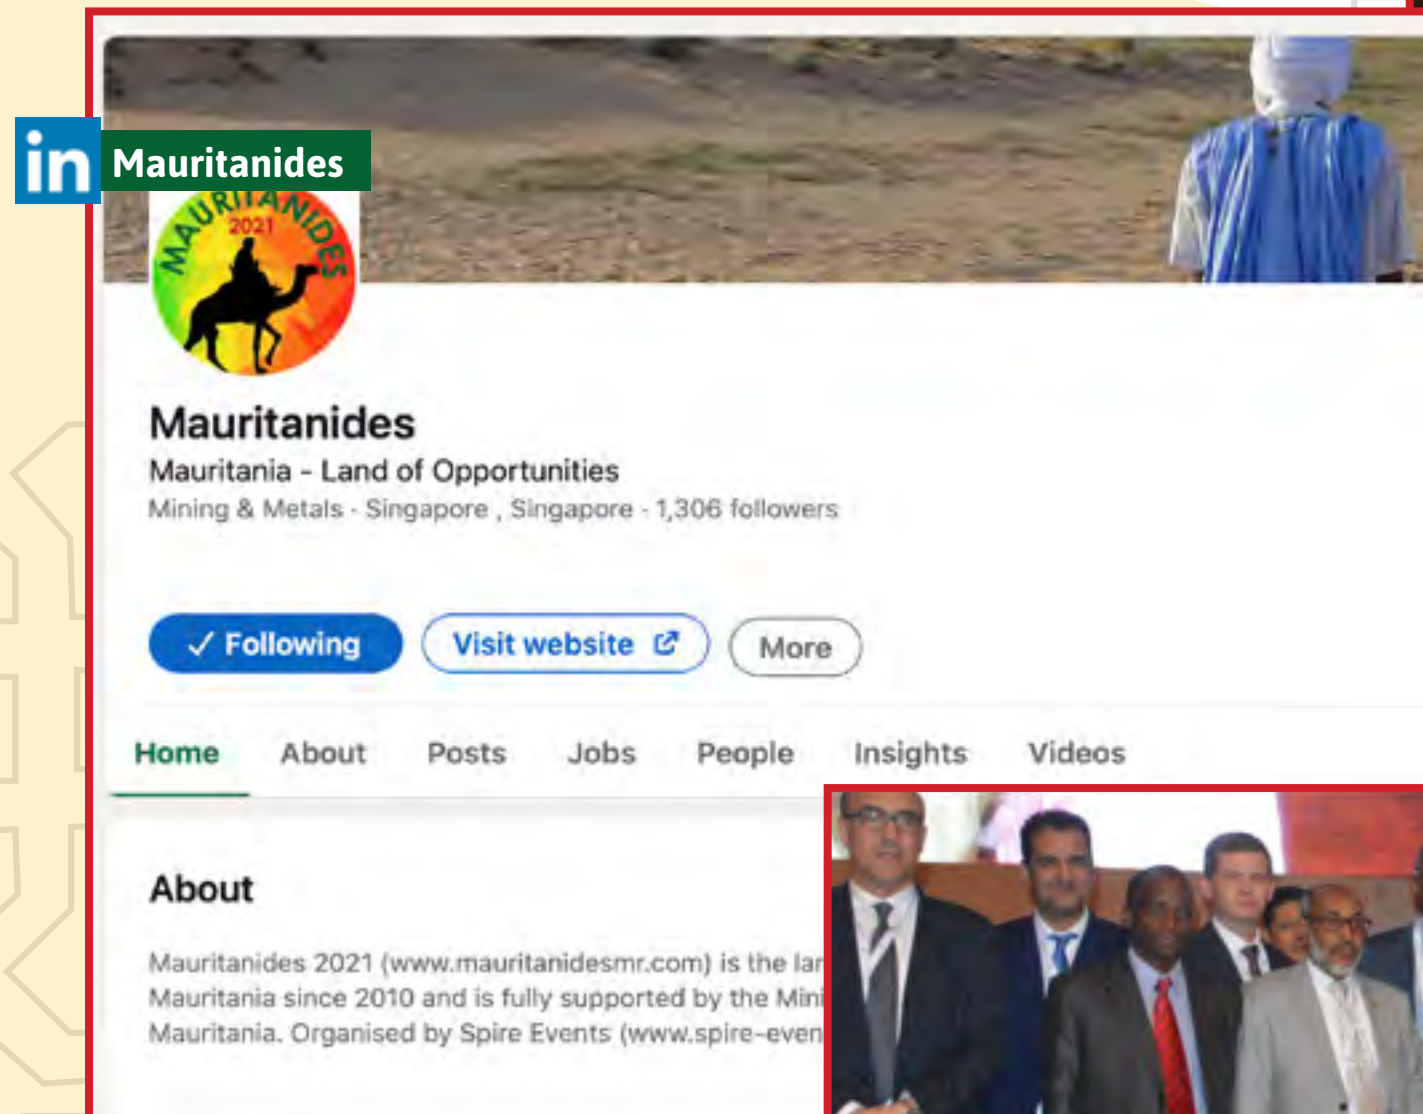 in Mauritanides
MAURITANIDES
2021
Mauritanides
Mauritania - Land of Opportunities
Mining & Metals · Singapore , Singapore · 1,306 followers
✓ Following
Visit website
More
Home About Posts Jobs People Insights Videos
About
Mauritanides 2021 (www.mauritanidesmr.com) is the lar
Mauritania since 2010 and is fully supported by the Mini
Mauritania. Organised by Spire Events (www.spire-even